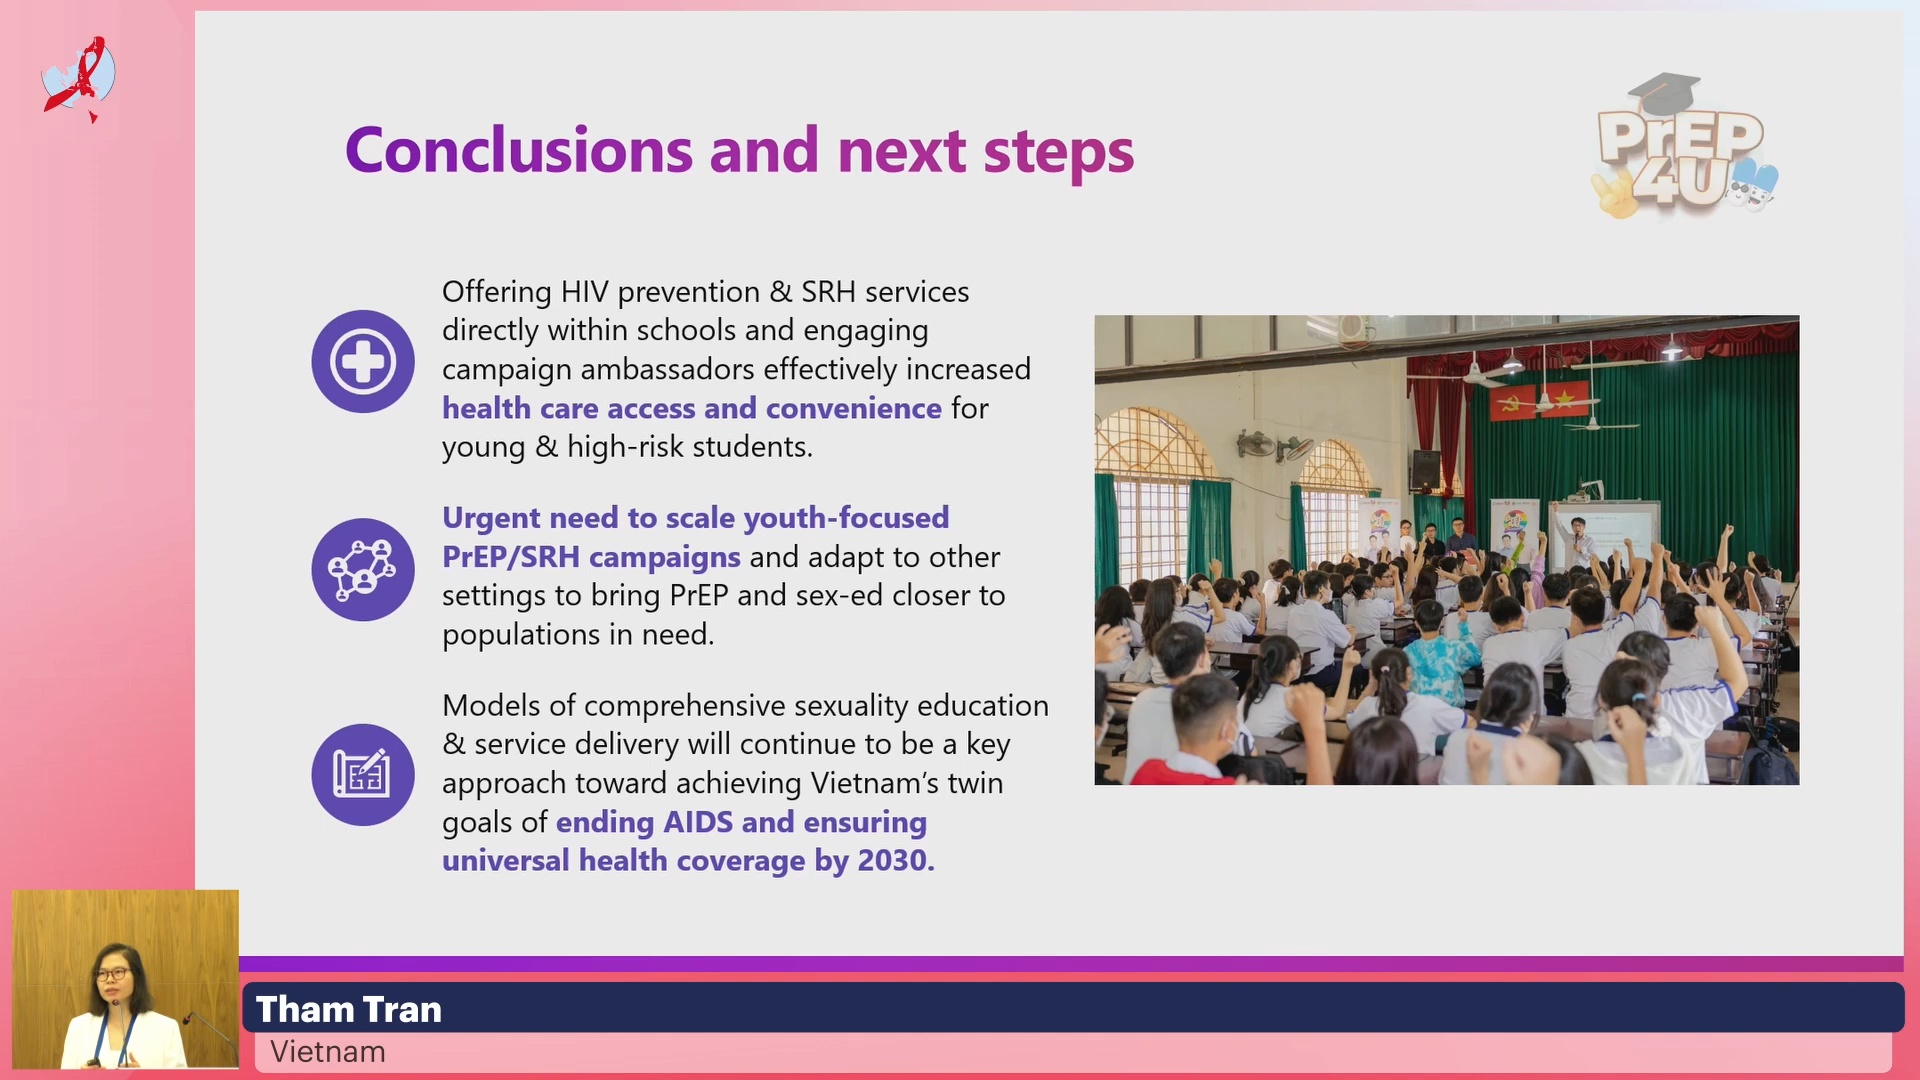 Conclusions and next steps
PrEP
4U
Offering HIV prevention & SRH services
directly within schools and engaging
campaign ambassadors effectively increased
health care access and convenience for
young & high-risk students.
Urgent need to scale youth-focused
PrEP/SRH campaigns and adapt to other
settings to bring PrEP and sex-ed closer to
populations in need.
Models of comprehensive sexuality education
& service delivery will continue to be a key
approach toward achieving Vietnam’s twin
goals of ending AIDS and ensuring
universal health coverage by 2030.
Tham Tran
Vietnam